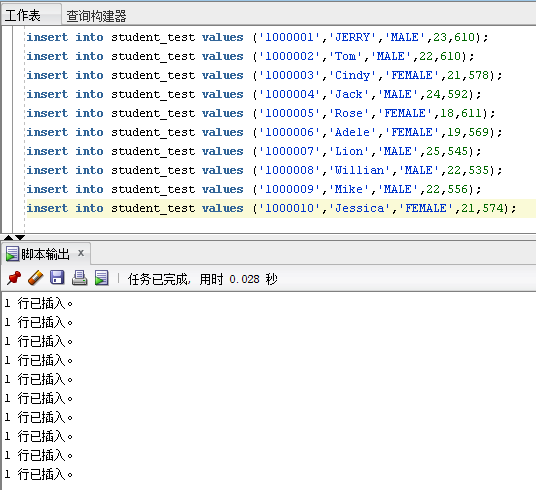 工作表 查询构建器
insert into student_test values ('1000001','JERRY','MALE',23,610);
insert into student_test values ('1000002','Tom','MALE',22,610);
insert into student_test values ('1000003','Cindy','FEMALE',21,578);
insert into student_test values ('1000004','Jack','MALE',24,592);
insert into student_test values ('1000005','Rose','FEMALE',18,611);
insert into student_test values ('1000006','Adele','FEMALE',19,569);
insert into student_test values ('1000007','Lion','MALE',25,545);
insert into student_test values ('1000008','Willian','MALE',22,535);
insert into student_test values ('1000009','Mike','MALE',22,556);
insert into student_test values ('1000010','Jessica','FEMALE',21,574);
脚本输出 x
任务已完成, 用时 0.028 秒
1 行已插入。
1 行已插入。
1 行已插入。
1 行已插入。
1 行已插入。
1 行已插入。
1 行已插入。
1 行已插入。
1 行已插入。
1 行已插入。